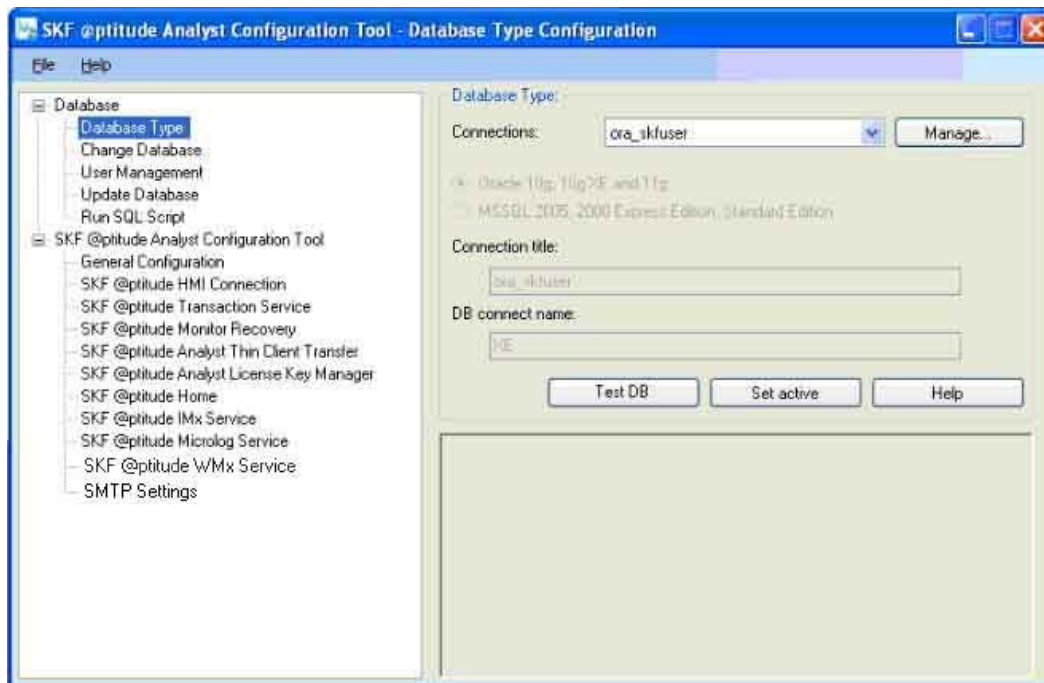 SKF @ptitude Analyst Configuration Tool - Database Type Configuration
File Help
Database
Database Type
Change Database
User Management
Update Database
Run SQL Script
SKF @ptitude Analyst Configuration Tool
General Configuration
SKF @ptitude HMI Connection
SKF @ptitude Transaction Service
SKF @ptitude Monitor Recovery
SKF @ptitude Analyst Thin Client Transfer
SKF @ptitude Analyst License Key Manager
SKF @ptitude Home
SKF @ptitude IMx Service
SKF @ptitude Microlog Service
SKF @ptitude WMx Service
SMTP Settings
Database Type:
Connections: ora_skfuser Manage...
Oracle 10g, 10gXE and 11g
MSSQL 2005, 2000 Express Edition, Standard Edition
Connection title:
ora_skfuser
DB connect name:
XE
Test DB Set active Help